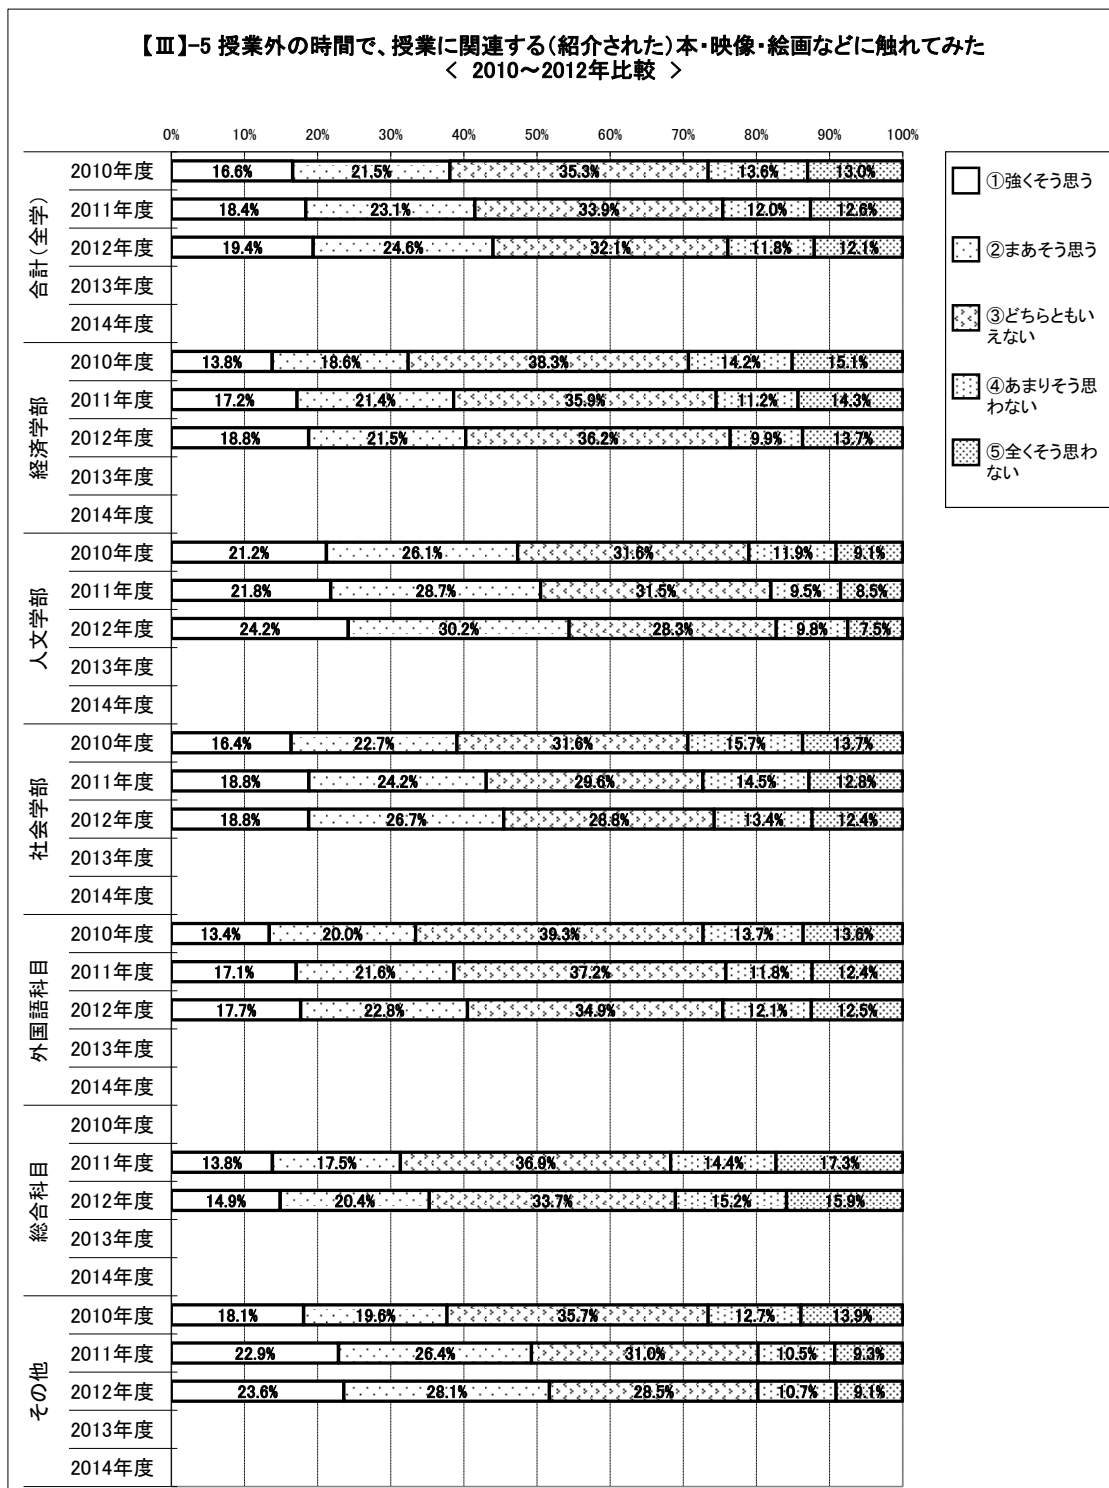 【Ⅲ】-5 授業外の時間で、授業に関連する(紹介された)本・映像・絵画などに触れてみた
< 2010～2012年比較 >
0% 10% 20% 30% 40% 50% 60% 70% 80% 90% 100%
合計(全学)
2010年度 16.6% 21.5% 35.3% 13.6% 13.0%
2011年度 18.4% 23.1% 33.9% 12.0% 12.6%
2012年度 19.4% 24.6% 32.1% 11.8% 12.1%
2013年度
2014年度
経済学部
2010年度 13.8% 18.6% 38.3% 14.2% 15.1%
2011年度 17.2% 21.4% 35.9% 11.2% 14.3%
2012年度 18.8% 21.5% 36.2% 9.9% 13.7%
2013年度
2014年度
人文学部
2010年度 21.2% 26.1% 31.6% 11.9% 9.1%
2011年度 21.8% 28.7% 31.5% 9.5% 8.5%
2012年度 24.2% 30.2% 28.3% 9.8% 7.5%
2013年度
2014年度
社会学部
2010年度 16.4% 22.7% 31.6% 15.7% 13.7%
2011年度 18.8% 24.2% 29.6% 14.5% 12.8%
2012年度 18.8% 26.7% 28.8% 13.4% 12.4%
2013年度
2014年度
外国語科目
2010年度 13.4% 20.0% 39.3% 13.7% 13.6%
2011年度 17.1% 21.6% 37.2% 11.8% 12.4%
2012年度 17.7% 22.8% 34.9% 12.1% 12.5%
2013年度
2014年度
総合科目
2010年度
2011年度 13.8% 17.5% 36.9% 14.4% 17.3%
2012年度 14.9% 20.4% 33.7% 15.2% 15.9%
2013年度
2014年度
その他
2010年度 18.1% 19.6% 35.7% 12.7% 13.9%
2011年度 22.9% 26.4% 31.0% 10.5% 9.3%
2012年度 23.6% 28.1% 28.5% 10.7% 9.1%
2013年度
2014年度
①強くそう思う
②まあそう思う
③どちらともい
えない
④あまりそう思
わない
⑤全くそう思わ
ない